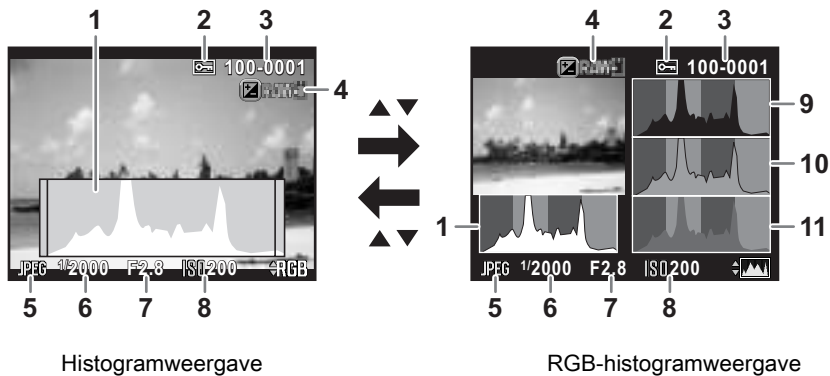 1 2 3
100-0001
4
JPEG 1/2000 F2.8 ISO200 RGB
5 6 7 8
Histogramweergave
▲▼
▲▼
4 2 3
RAW 100-0001
9
10
1 11
JPEG 1/2000 F2.8 ISO200
5 6 7 8
RGB-histogramweergave